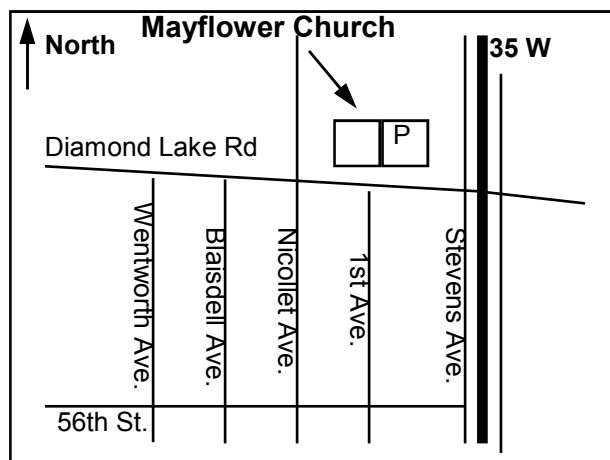 Mayflower Church
North
35 W
P
Diamond Lake Rd
Wentworth Ave.
Blaisdell Ave.
Nicollet Ave.
1st Ave.
Stevens Ave.
56th St.